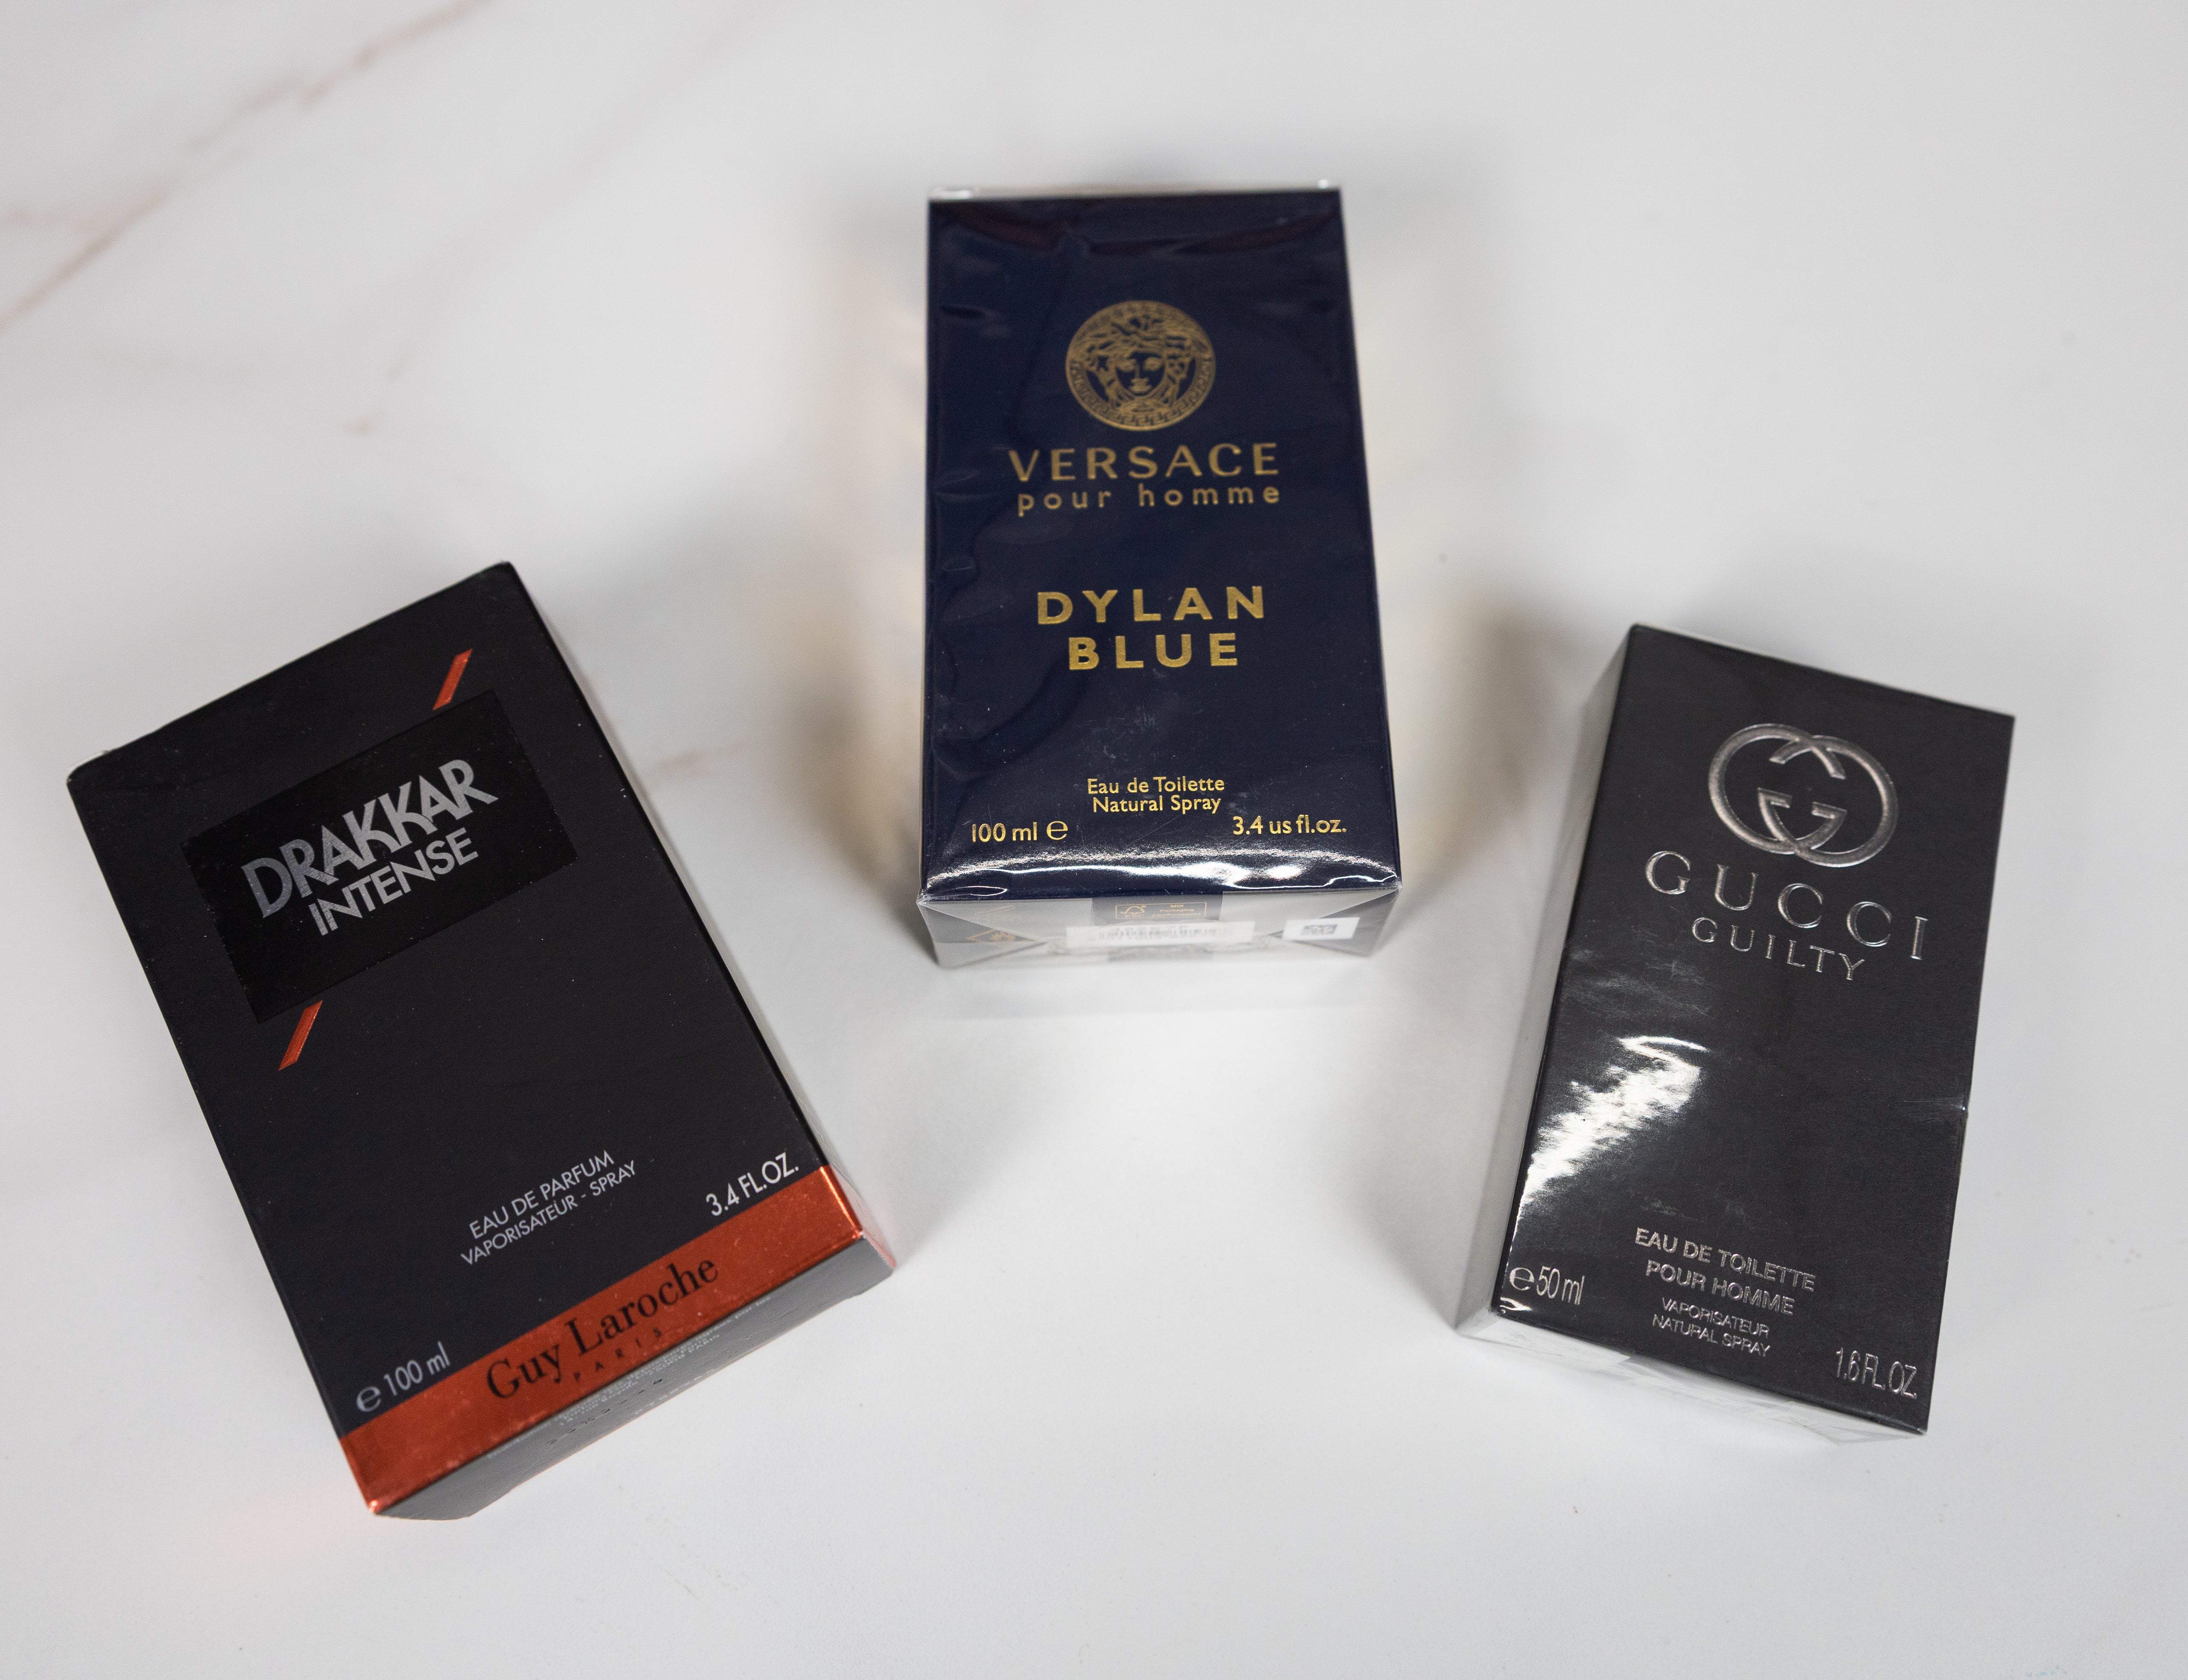 DRAKKAR
INTENSE
EAU DE PARFUM
VAPORISATEUR - SPRAY
3.4 FL.OZ.
e 100 ml
Guy Laroche
PARIS
VERSACE
pour homme
DYLAN
BLUE
Eau de Toilette
Natural Spray
100 ml e
3.4 us fl.oz.
GUCCI
GUILTY
EAU DE TOILETTE
POUR HOMME
VAPORISATEUR
NATURAL SPRAY
e 50 ml
1.6 FL. OZ.